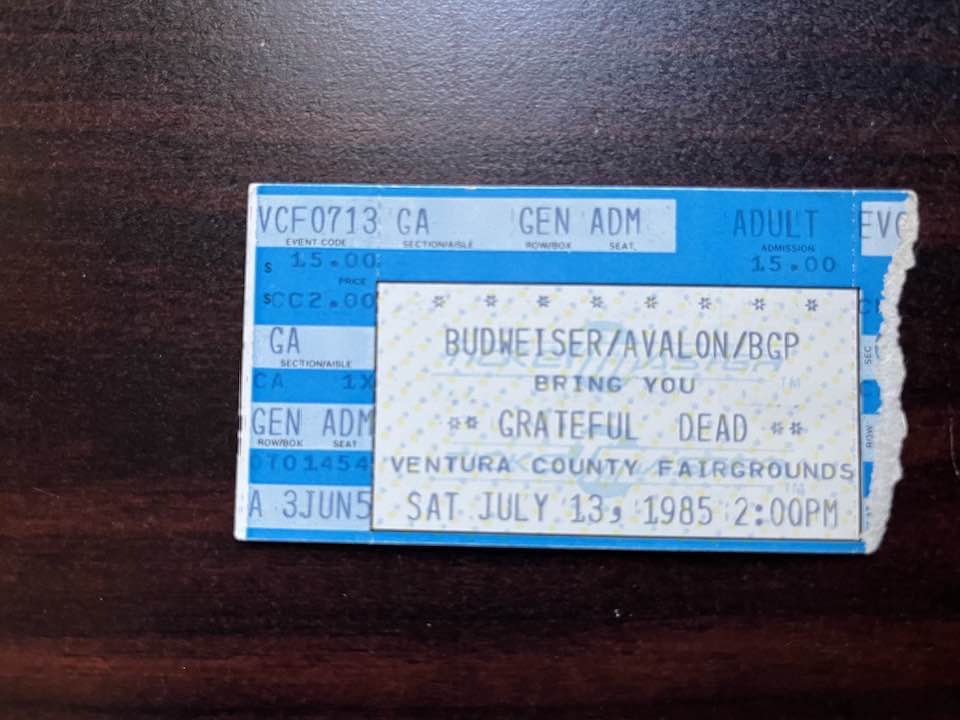 VCF0713 GA GEN ADM ADULT EVC
EVENT CODE SECTION/AISLE ROW/BOX SEAT ADMISSION
$ 15.00 15.00
PRICE
$CC2.00
GA
SECTION/AISLE
CA 1X
GEN ADM
ROW/BOX SEAT
A 3JUN5
BUDWEISER/AVALON/BGP
BRING YOU
** GRATEFUL DEAD **
VENTURA COUNTY FAIRGROUNDS
SAT JULY 13, 1985 2:00PM
SEC
ROW